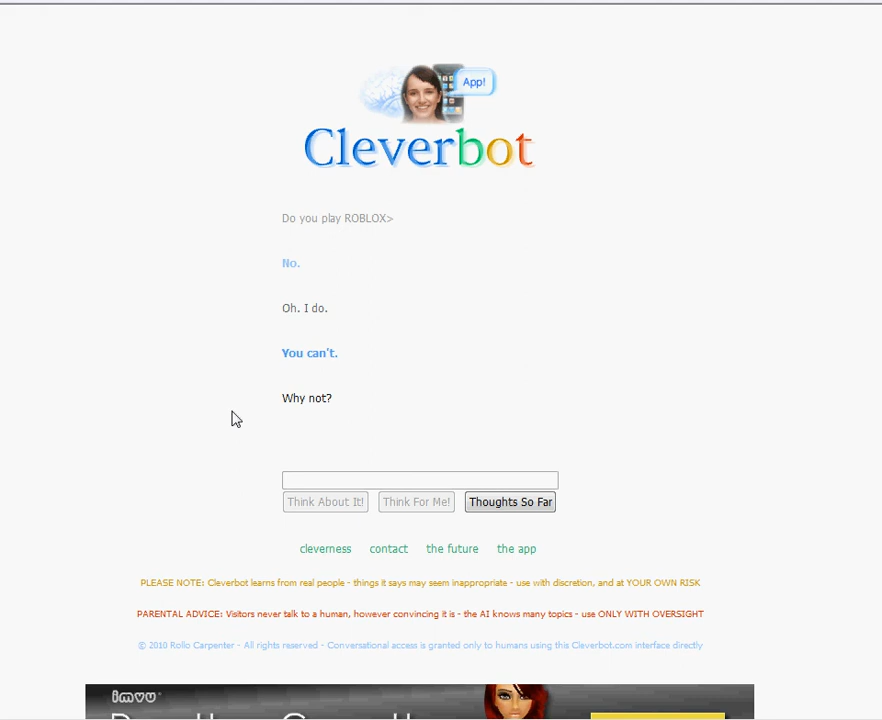 App!
Cleverbot
Do you play ROBLOX>
No.
Oh. I do.
You can't.
Why not?
Think About It! Think For Me! Thoughts So Far
cleverness contact the future the app
PLEASE NOTE: Cleverbot learns from real people - things it says may seem inappropriate - use with discretion, and at YOUR OWN RISK
PARENTAL ADVICE: Visitors never talk to a human, however convincing it is - the AI knows many topics - use ONLY WITH OVERSIGHT
© 2010 Rollo Carpenter - All rights reserved - Conversational access is granted only to humans using this Cleverbot.com interface directly
imvu